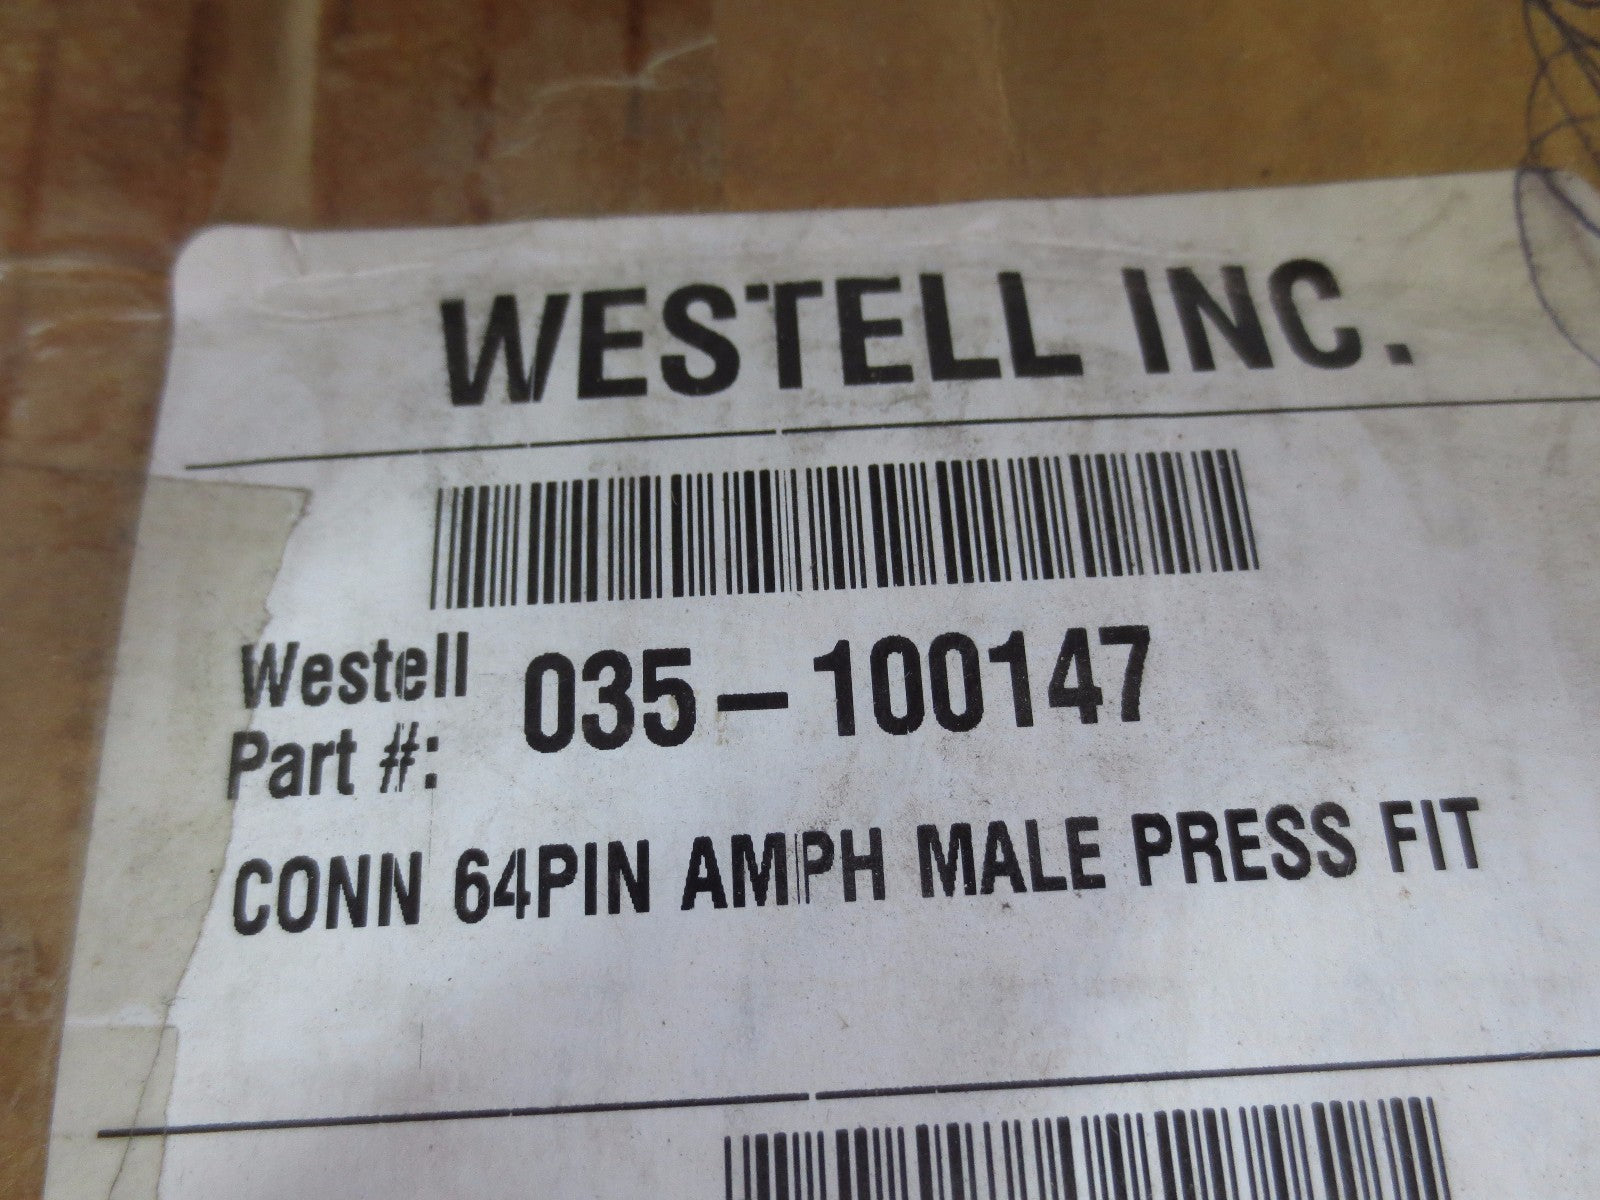 WESTELL INC.
Westell
Part #: 035-100147
CONN 64PIN AMPH MALE PRESS FIT